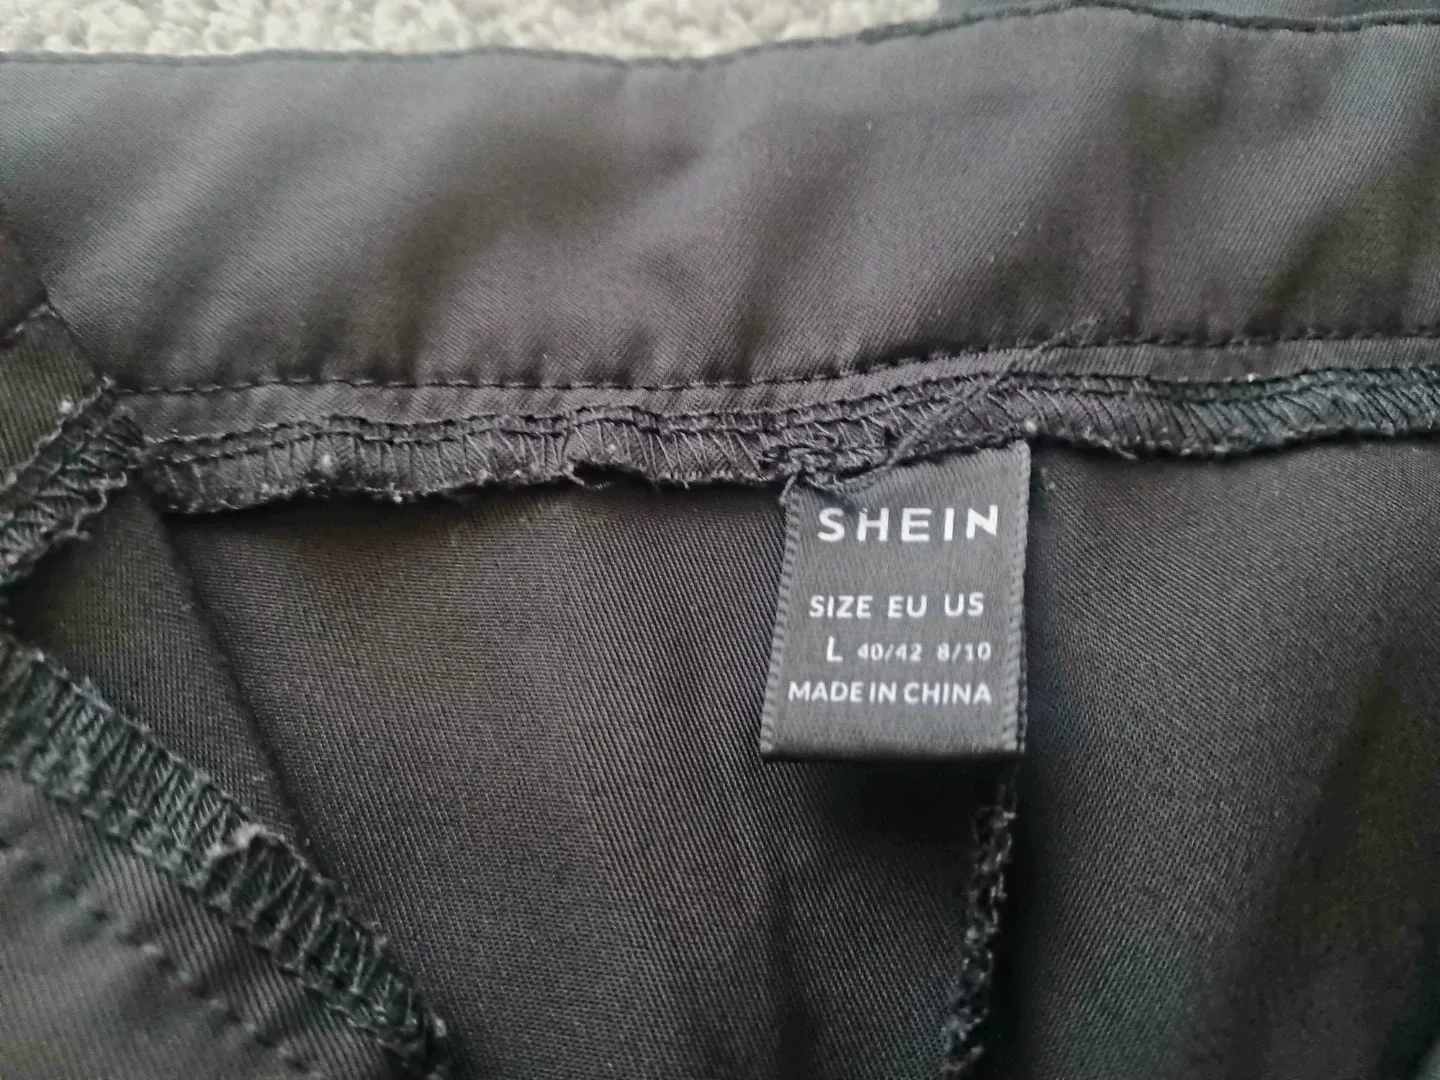 SHEIN
SIZE EU US
L 40/42 8/10
MADE IN CHINA